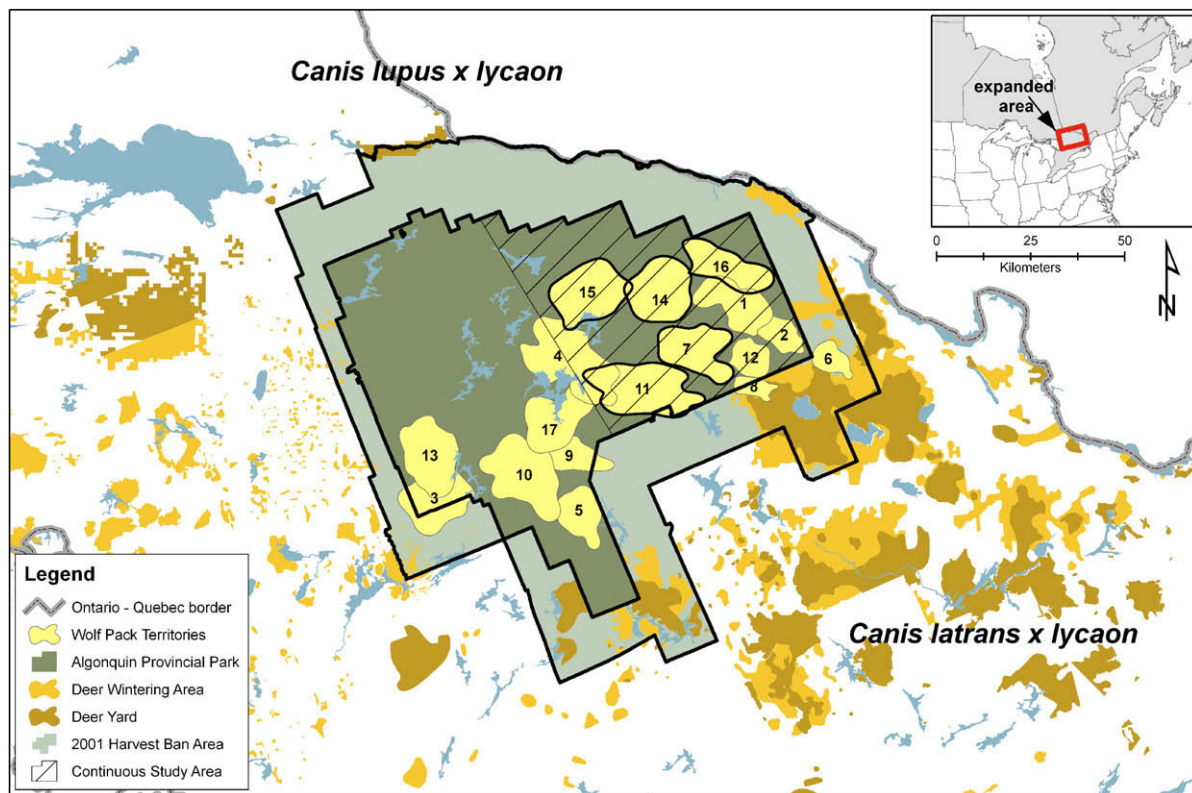 Canis lupus x lycaon
expanded
area
0 25 50
Kilometers
N
16
15
14
1
2
4
7
12
6
8
11
17
13
9
10
3
5
Canis latrans x lycaon
Legend
Ontario - Quebec border
Wolf Pack Territories
Algonquin Provincial Park
Deer Wintering Area
Deer Yard
2001 Harvest Ban Area
Continuous Study Area